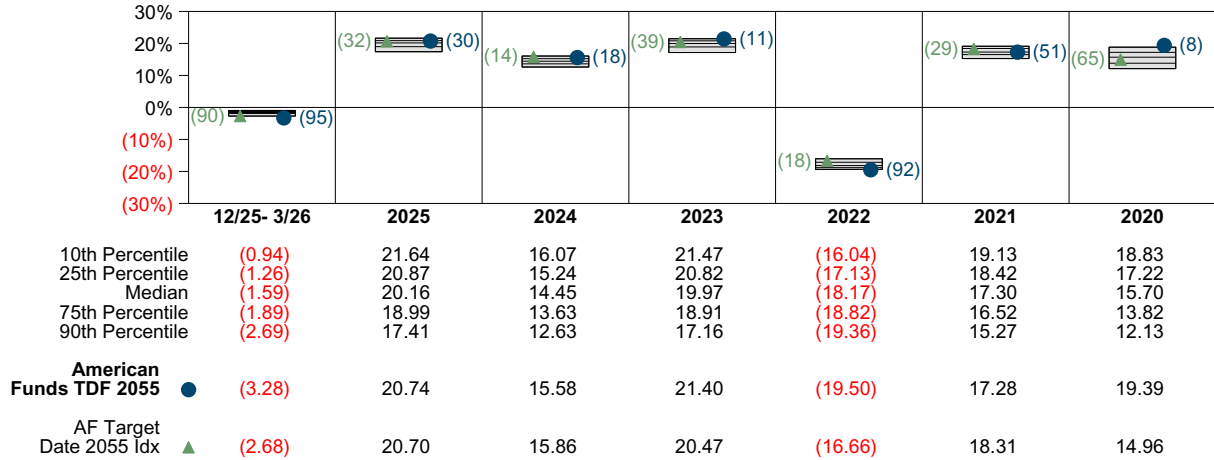 30%
20%
10%
0%
(10%)
(20%)
(30%)
(90) (95) (32) (30) (14) (18) (39) (11) (18) (92) (29) (51) (65) (8)
12/25- 3/26 2025 2024 2023 2022 2021 2020
10th Percentile (0.94) 21.64 16.07 21.47 (16.04) 19.13 18.83
25th Percentile (1.26) 20.87 15.24 20.82 (17.13) 18.42 17.22
Median (1.59) 20.16 14.45 19.97 (18.17) 17.30 15.70
75th Percentile (1.89) 18.99 13.63 18.91 (18.82) 16.52 13.82
90th Percentile (2.69) 17.41 12.63 17.16 (19.36) 15.27 12.13
American
Funds TDF 2055 (3.28) 20.74 15.58 21.40 (19.50) 17.28 19.39
AF Target
Date 2055 Idx (2.68) 20.70 15.86 20.47 (16.66) 18.31 14.96